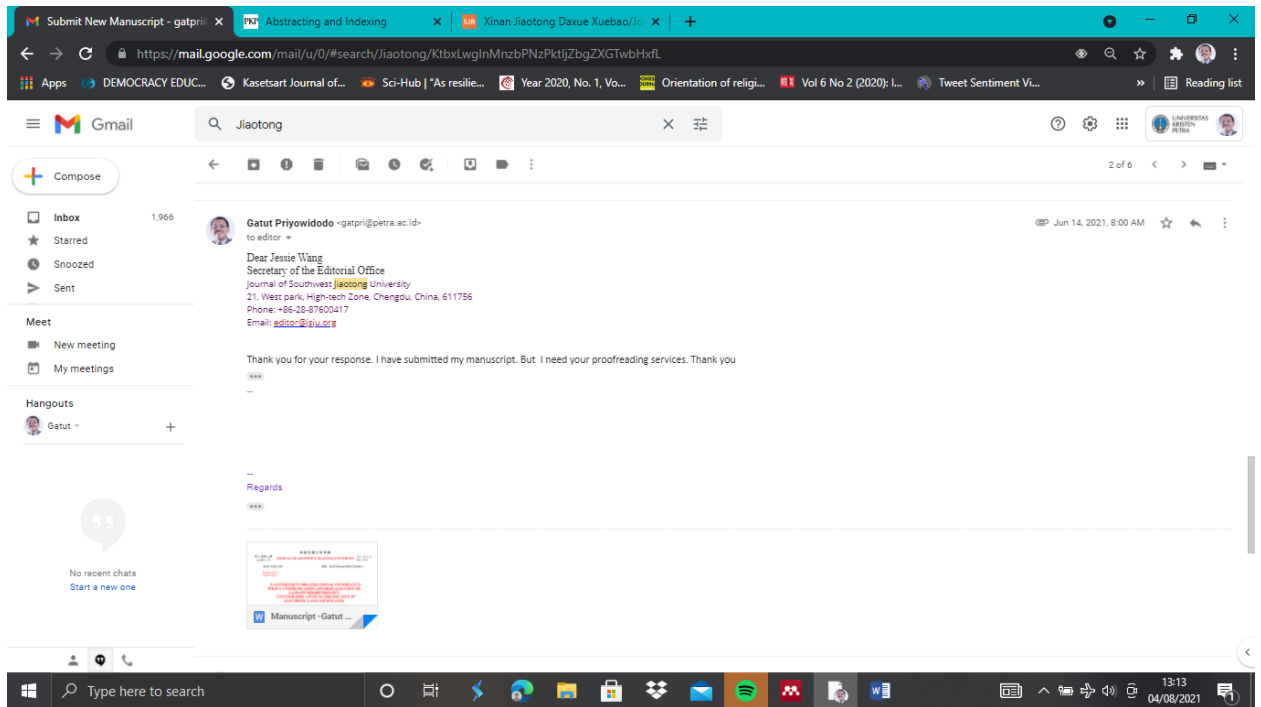 Submit New Manuscript - gatpri
PKP Abstracting and Indexing
SJR Xinan Jiaotong Daxue Xuebao/Jo
https://mail.google.com/mail/u/0/#search/Jiaotong/KtbxLwgInMnzbPNzPktIjZbgZXGTwbHxfL
Apps DEMOCRACY EDUC... Kasetsart Journal of... Sci-Hub | "As resilie... Year 2020, No. 1, Vo... Orientation of religi... Vol 6 No 2 (2020): I... Tweet Sentiment Vi... » Reading list
Gmail
Jiaotong
UNIVERSITAS
KRISTEN
PETRA
Compose
2 of 6
Inbox 1,966
Starred
Snoozed
Sent
Meet
New meeting
My meetings
Hangouts
Gatut
No recent chats
Start a new one
Gatut Priyowidodo <gatpri@petra.ac.id>
Jun 14, 2021, 8:00 AM
to editor
Dear Jessie Wang
Secretary of the Editorial Office
Journal of Southwest Jiaotong University
21, West park, High-tech Zone, Chengdu, China, 611756
Phone: +86-28-87600417
Email: editor@jsju.org
Thank you for your response. I have submitted my manuscript. But I need your proofreading services. Thank you
--
--
Regards
W Manuscript -Gatut ...
Type here to search
13:13
04/08/2021